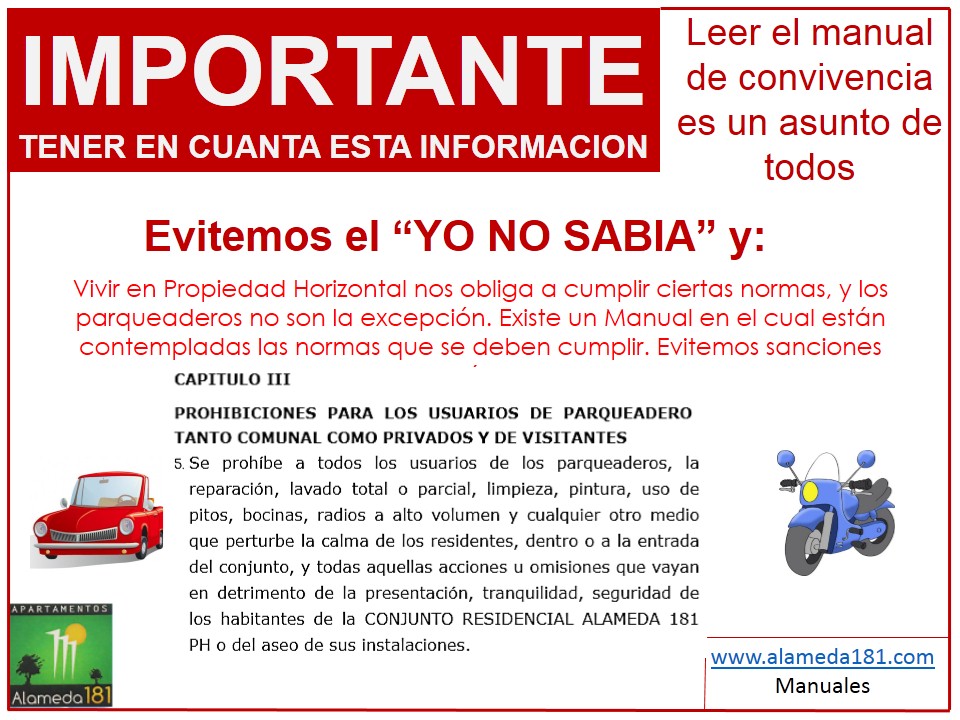 IMPORTANTE
TENER EN CUANTA ESTA INFORMACION
Leer el manual
de convivencia
es un asunto de
todos
Evitemos el “YO NO SABIA” y:
Vivir en Propiedad Horizontal nos obliga a cumplir ciertas normas, y los
parqueaderos no son la excepción. Existe un Manual en el cual están
contempladas las normas que se deben cumplir. Evitemos sanciones
CAPITULO III
PROHIBICIONES PARA LOS USUARIOS DE PARQUEADERO
TANTO COMUNAL COMO PRIVADOS Y DE VISITANTES
5. Se prohíbe a todos los usuarios de los parqueaderos, la
reparación, lavado total o parcial, limpieza, pintura, uso de
pitos, bocinas, radios a alto volumen y cualquier otro medio
que perturbe la calma de los residentes, dentro o a la entrada
del conjunto, y todas aquellas acciones u omisiones que vayan
en detrimento de la presentación, tranquilidad, seguridad de
los habitantes de la CONJUNTO RESIDENCIAL ALAMEDA 181
PH o del aseo de sus instalaciones.
APARTAMENTOS
Alameda181
www.alameda181.com
Manuales